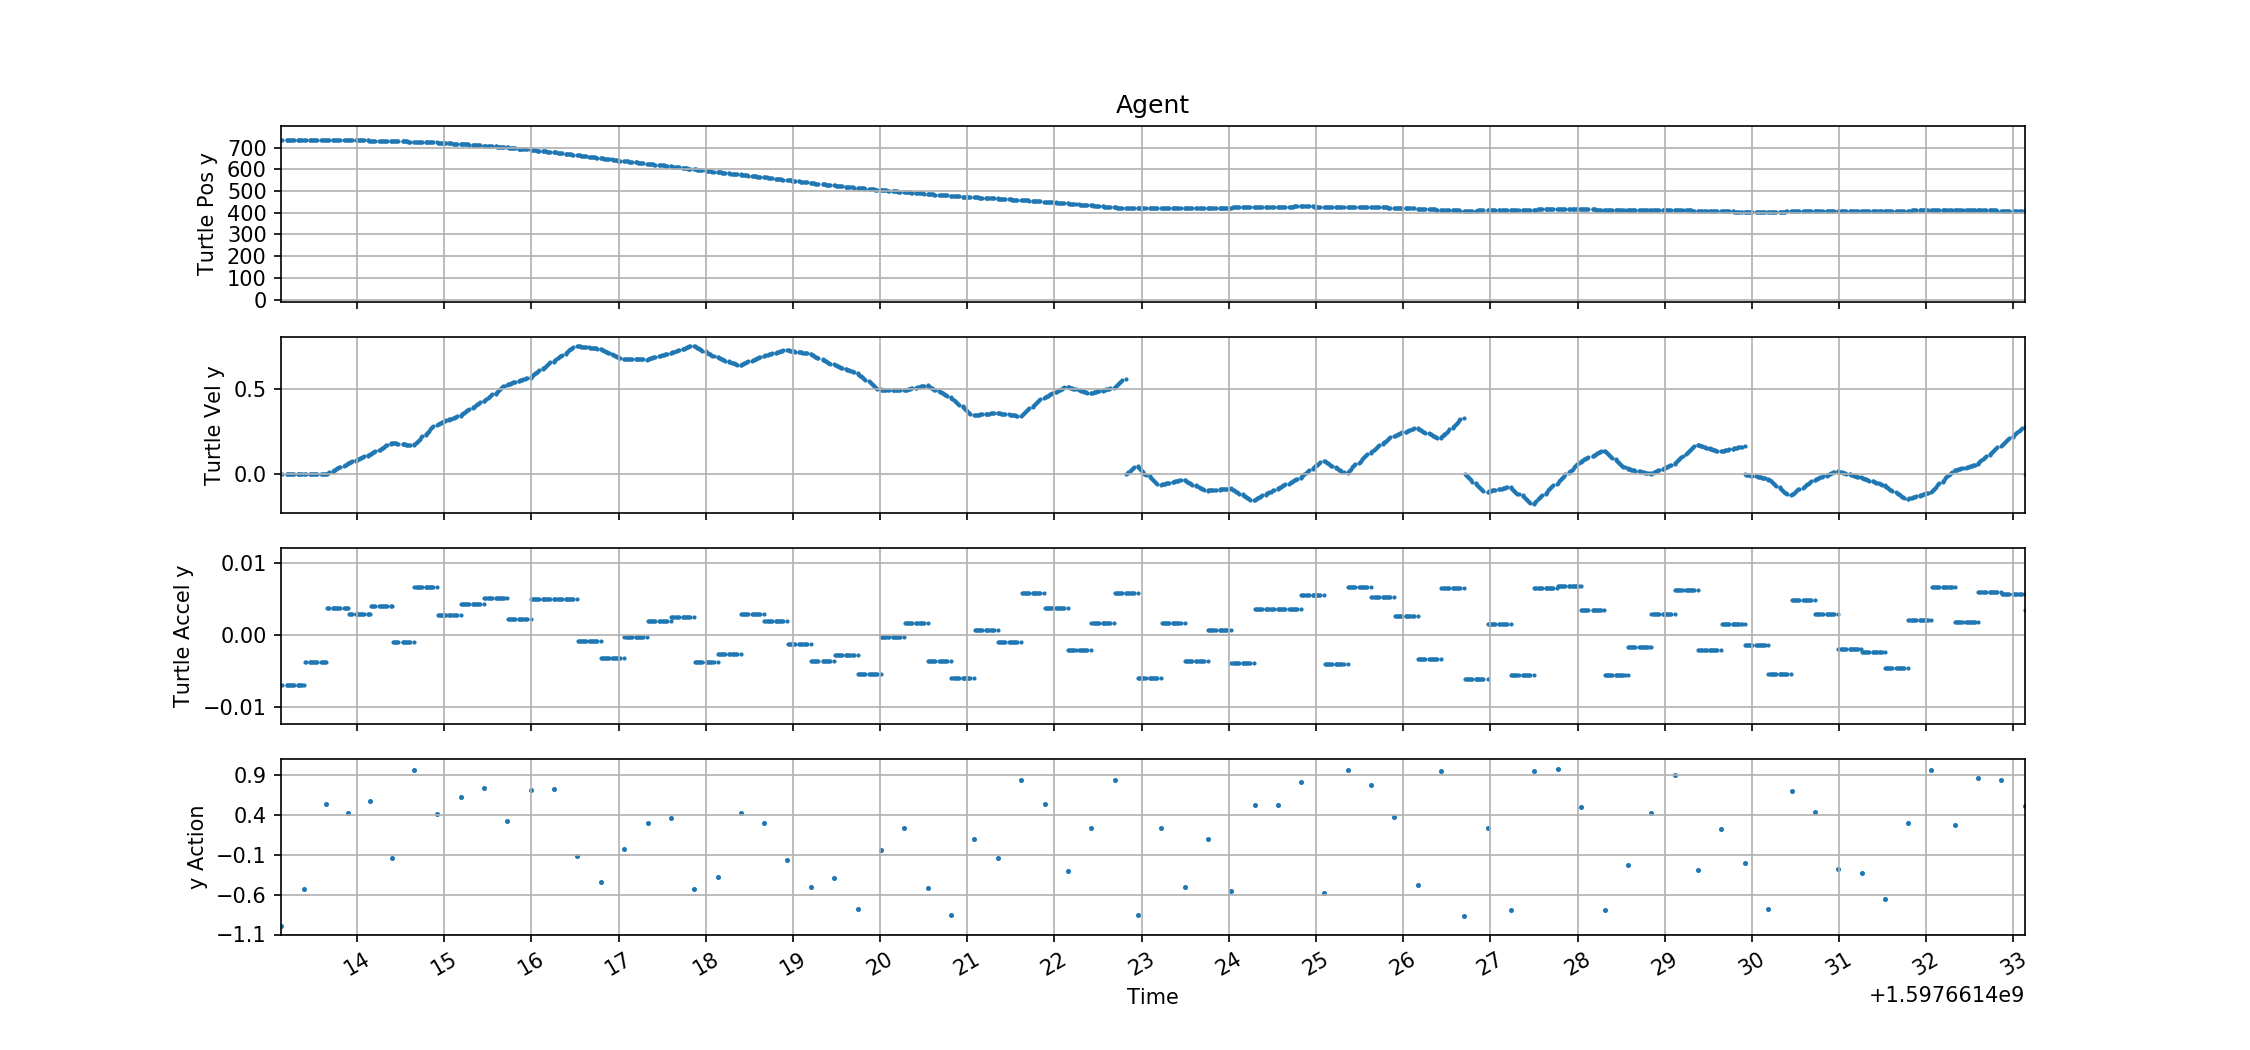 Agent
700
600
500
400
300
200
100
0
Turtle Pos y
0.5
0.0
Turtle Vel y
0.01
0.00
−0.01
Turtle Accel y
0.9
0.4
−0.1
−0.6
−1.1
y Action
14 15 16 17 18 19 20 21 22 23 24 25 26 27 28 29 30 31 32 33
Time
+1.5976614e9